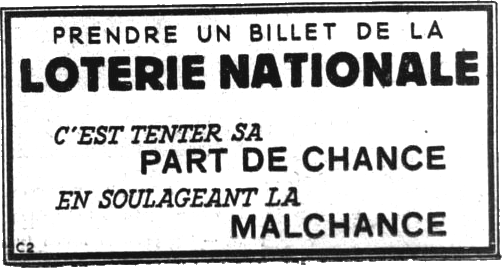 PRENDRE UN BILLET DE LA
LOTERIE NATIONALE
C'EST TENTER SA
PART DE CHANCE
EN SOULAGEANT LA
MALCHANCE
C2